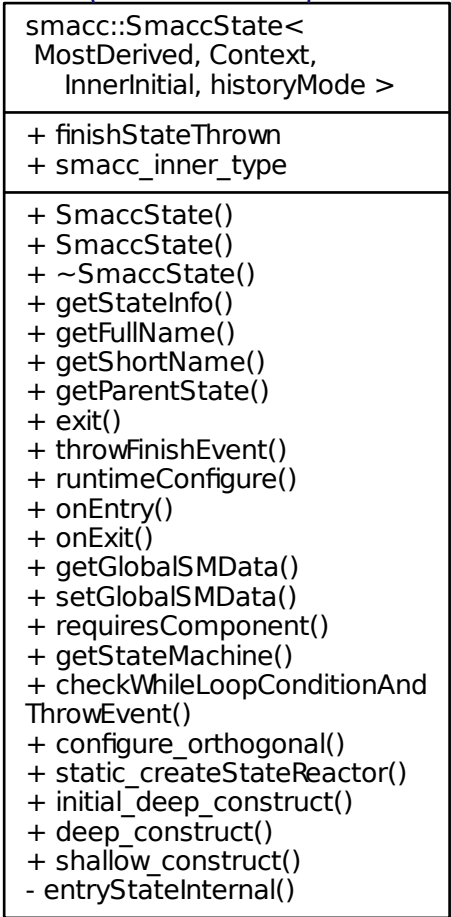 smacc::SmaccState<
MostDerived, Context,
InnerInitial, historyMode >
+ finishStateThrown
+ smacc_inner_type
+ SmaccState()
+ SmaccState()
+ ~SmaccState()
+ getStateInfo()
+ getFullName()
+ getShortName()
+ getParentState()
+ exit()
+ throwFinishEvent()
+ runtimeConfigure()
+ onEntry()
+ onExit()
+ getGlobalSMData()
+ setGlobalSMData()
+ requiresComponent()
+ getStateMachine()
+ checkWhileLoopConditionAnd
ThrowEvent()
+ configure_orthogonal()
+ static_createStateReactor()
+ initial_deep_construct()
+ deep_construct()
+ shallow_construct()
- entryStateInternal()